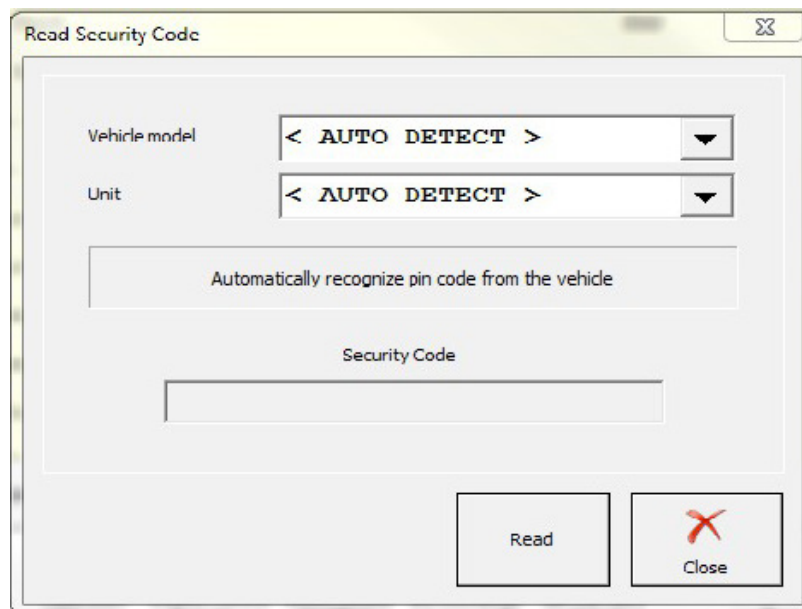 Read Security Code
Vehicle model
< AUTO DETECT >
Unit
< AUTO DETECT >
Automatically recognize pin code from the vehicle
Security Code
Read
Close